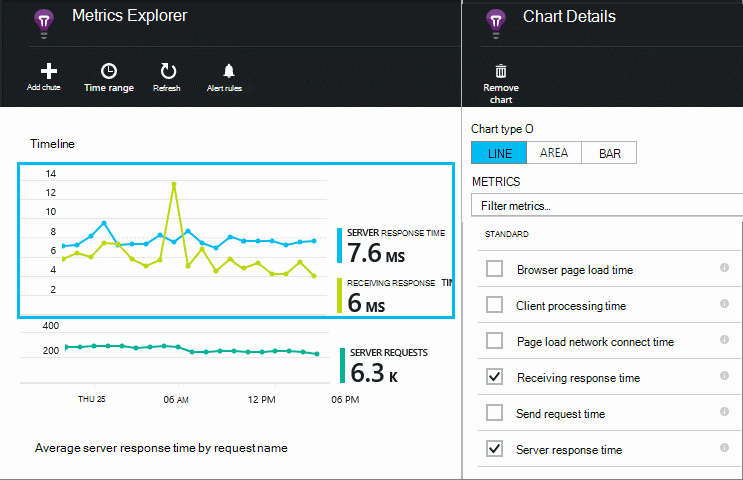 Metrics Explorer
Add chute
Time range
Refresh
Alert rules
Timeline
14
12
10
8
6
4
2
SERVER RESPONSE TIME
7.6 MS
RECEIVING RESPONSE TIM
6 MS
400
200
SERVER REQUESTS
6.3 K
THU 25
06 AM
12 PM
06 PM
Average server response time by request name
Chart Details
Remove
chart
Chart type O
LINE
AREA
BAR
METRICS
Filter metrics...
STANDARD
Browser page load time
Client processing time
Page load network connect time
Receiving response time
Send request time
Server response time